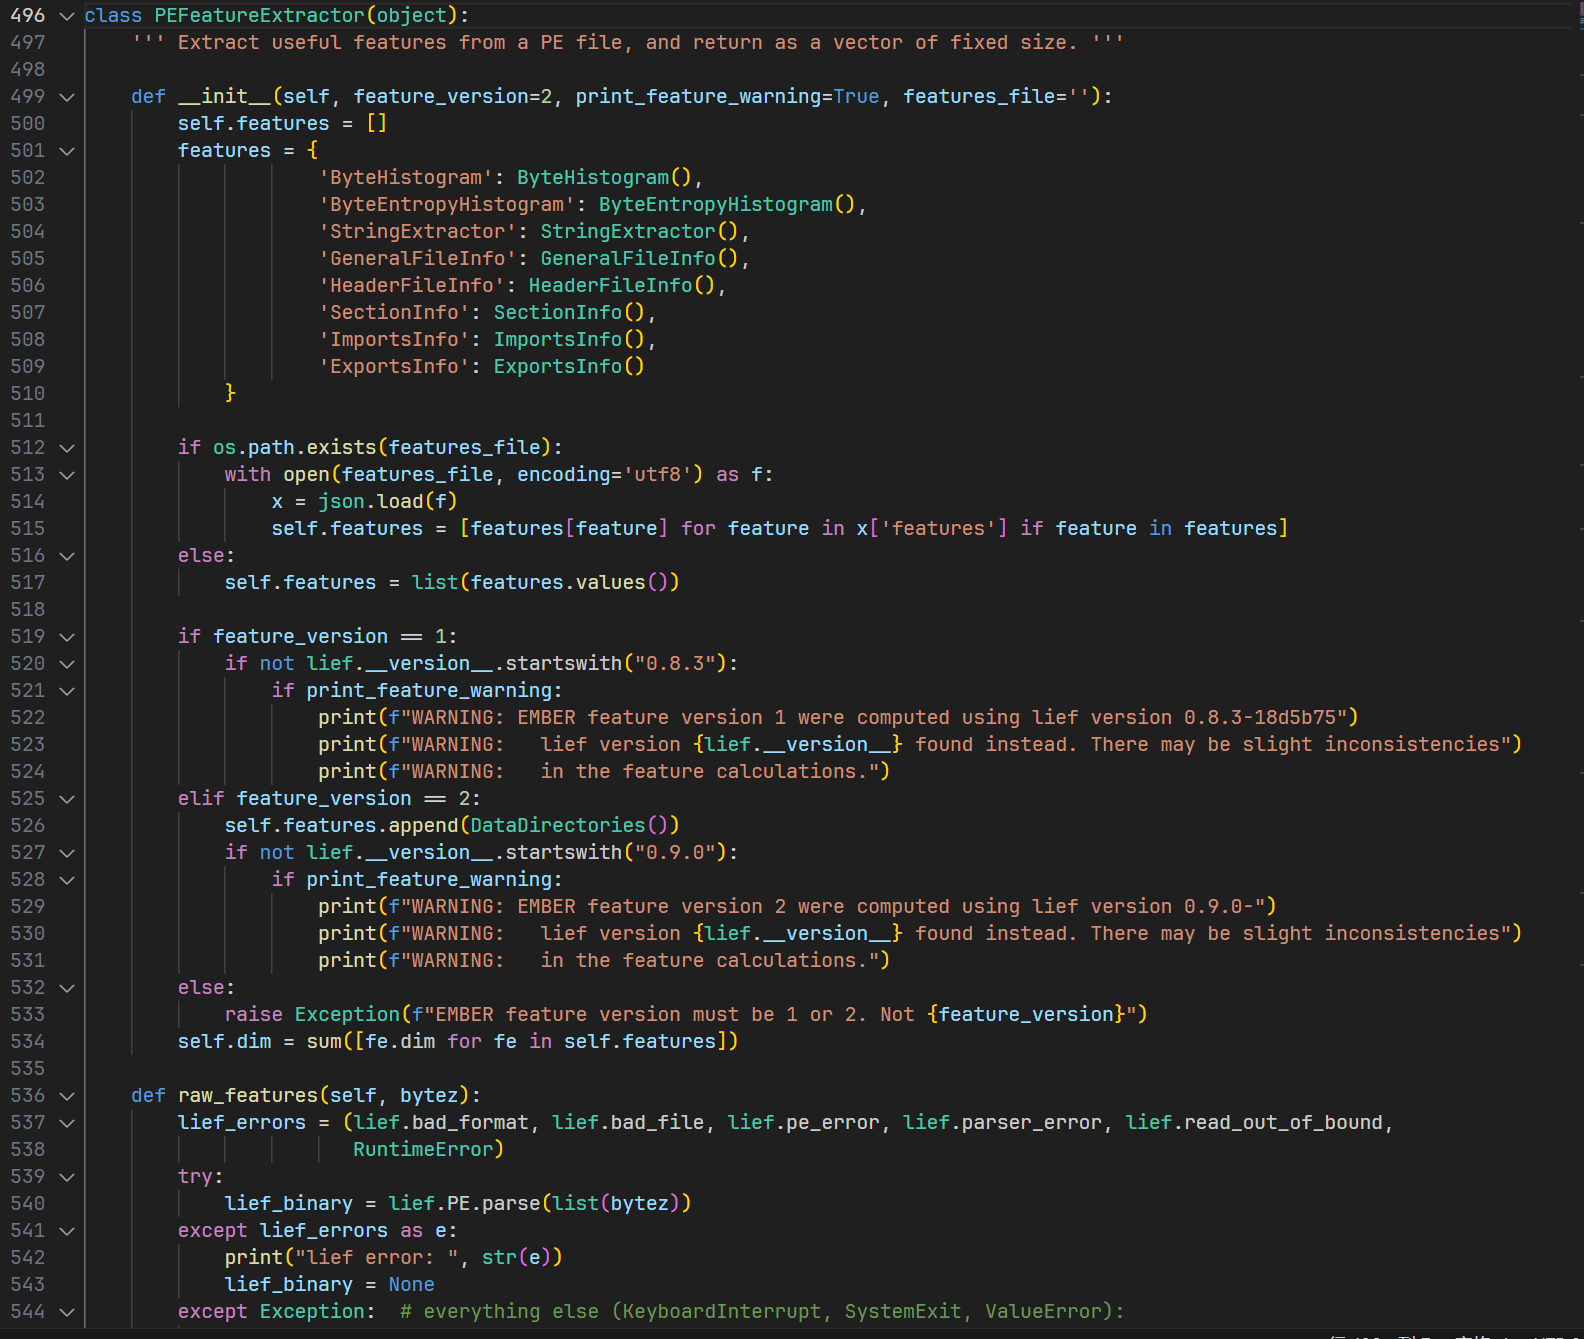 496 class PEFeatureExtractor(object):
497 ''' Extract useful features from a PE file, and return as a vector of fixed size. '''
498
499 def __init__(self, feature_version=2, print_feature_warning=True, features_file=''):
500 self.features = []
501 features = {
502 'ByteHistogram': ByteHistogram(),
503 'ByteEntropyHistogram': ByteEntropyHistogram(),
504 'StringExtractor': StringExtractor(),
505 'GeneralFileInfo': GeneralFileInfo(),
506 'HeaderFileInfo': HeaderFileInfo(),
507 'SectionInfo': SectionInfo(),
508 'ImportsInfo': ImportsInfo(),
509 'ExportsInfo': ExportsInfo()
510 }
511
512 if os.path.exists(features_file):
513 with open(features_file, encoding='utf8') as f:
514 x = json.load(f)
515 self.features = [features[feature] for feature in x['features'] if feature in features]
516 else:
517 self.features = list(features.values())
518
519 if feature_version == 1:
520 if not lief.__version__.startswith("0.8.3"):
521 if print_feature_warning:
522 print(f"WARNING: EMBER feature version 1 were computed using lief version 0.8.3-18d5b75")
523 print(f"WARNING:   lief version {lief.__version__} found instead. There may be slight inconsistencies")
524 print(f"WARNING:   in the feature calculations.")
525 elif feature_version == 2:
526 self.features.append(DataDirectories())
527 if not lief.__version__.startswith("0.9.0"):
528 if print_feature_warning:
529 print(f"WARNING: EMBER feature version 2 were computed using lief version 0.9.0-")
530 print(f"WARNING:   lief version {lief.__version__} found instead. There may be slight inconsistencies")
531 print(f"WARNING:   in the feature calculations.")
532 else:
533 raise Exception(f"EMBER feature version must be 1 or 2. Not {feature_version}")
534 self.dim = sum([fe.dim for fe in self.features])
535
536 def raw_features(self, bytez):
537 lief_errors = (lief.bad_format, lief.bad_file, lief.pe_error, lief.parser_error, lief.read_out_of_bound,
538 RuntimeError)
539 try:
540 lief_binary = lief.PE.parse(list(bytez))
541 except lief_errors as e:
542 print("lief error: ", str(e))
543 lief_binary = None
544 except Exception:  # everything else (KeyboardInterrupt, SystemExit, ValueError):